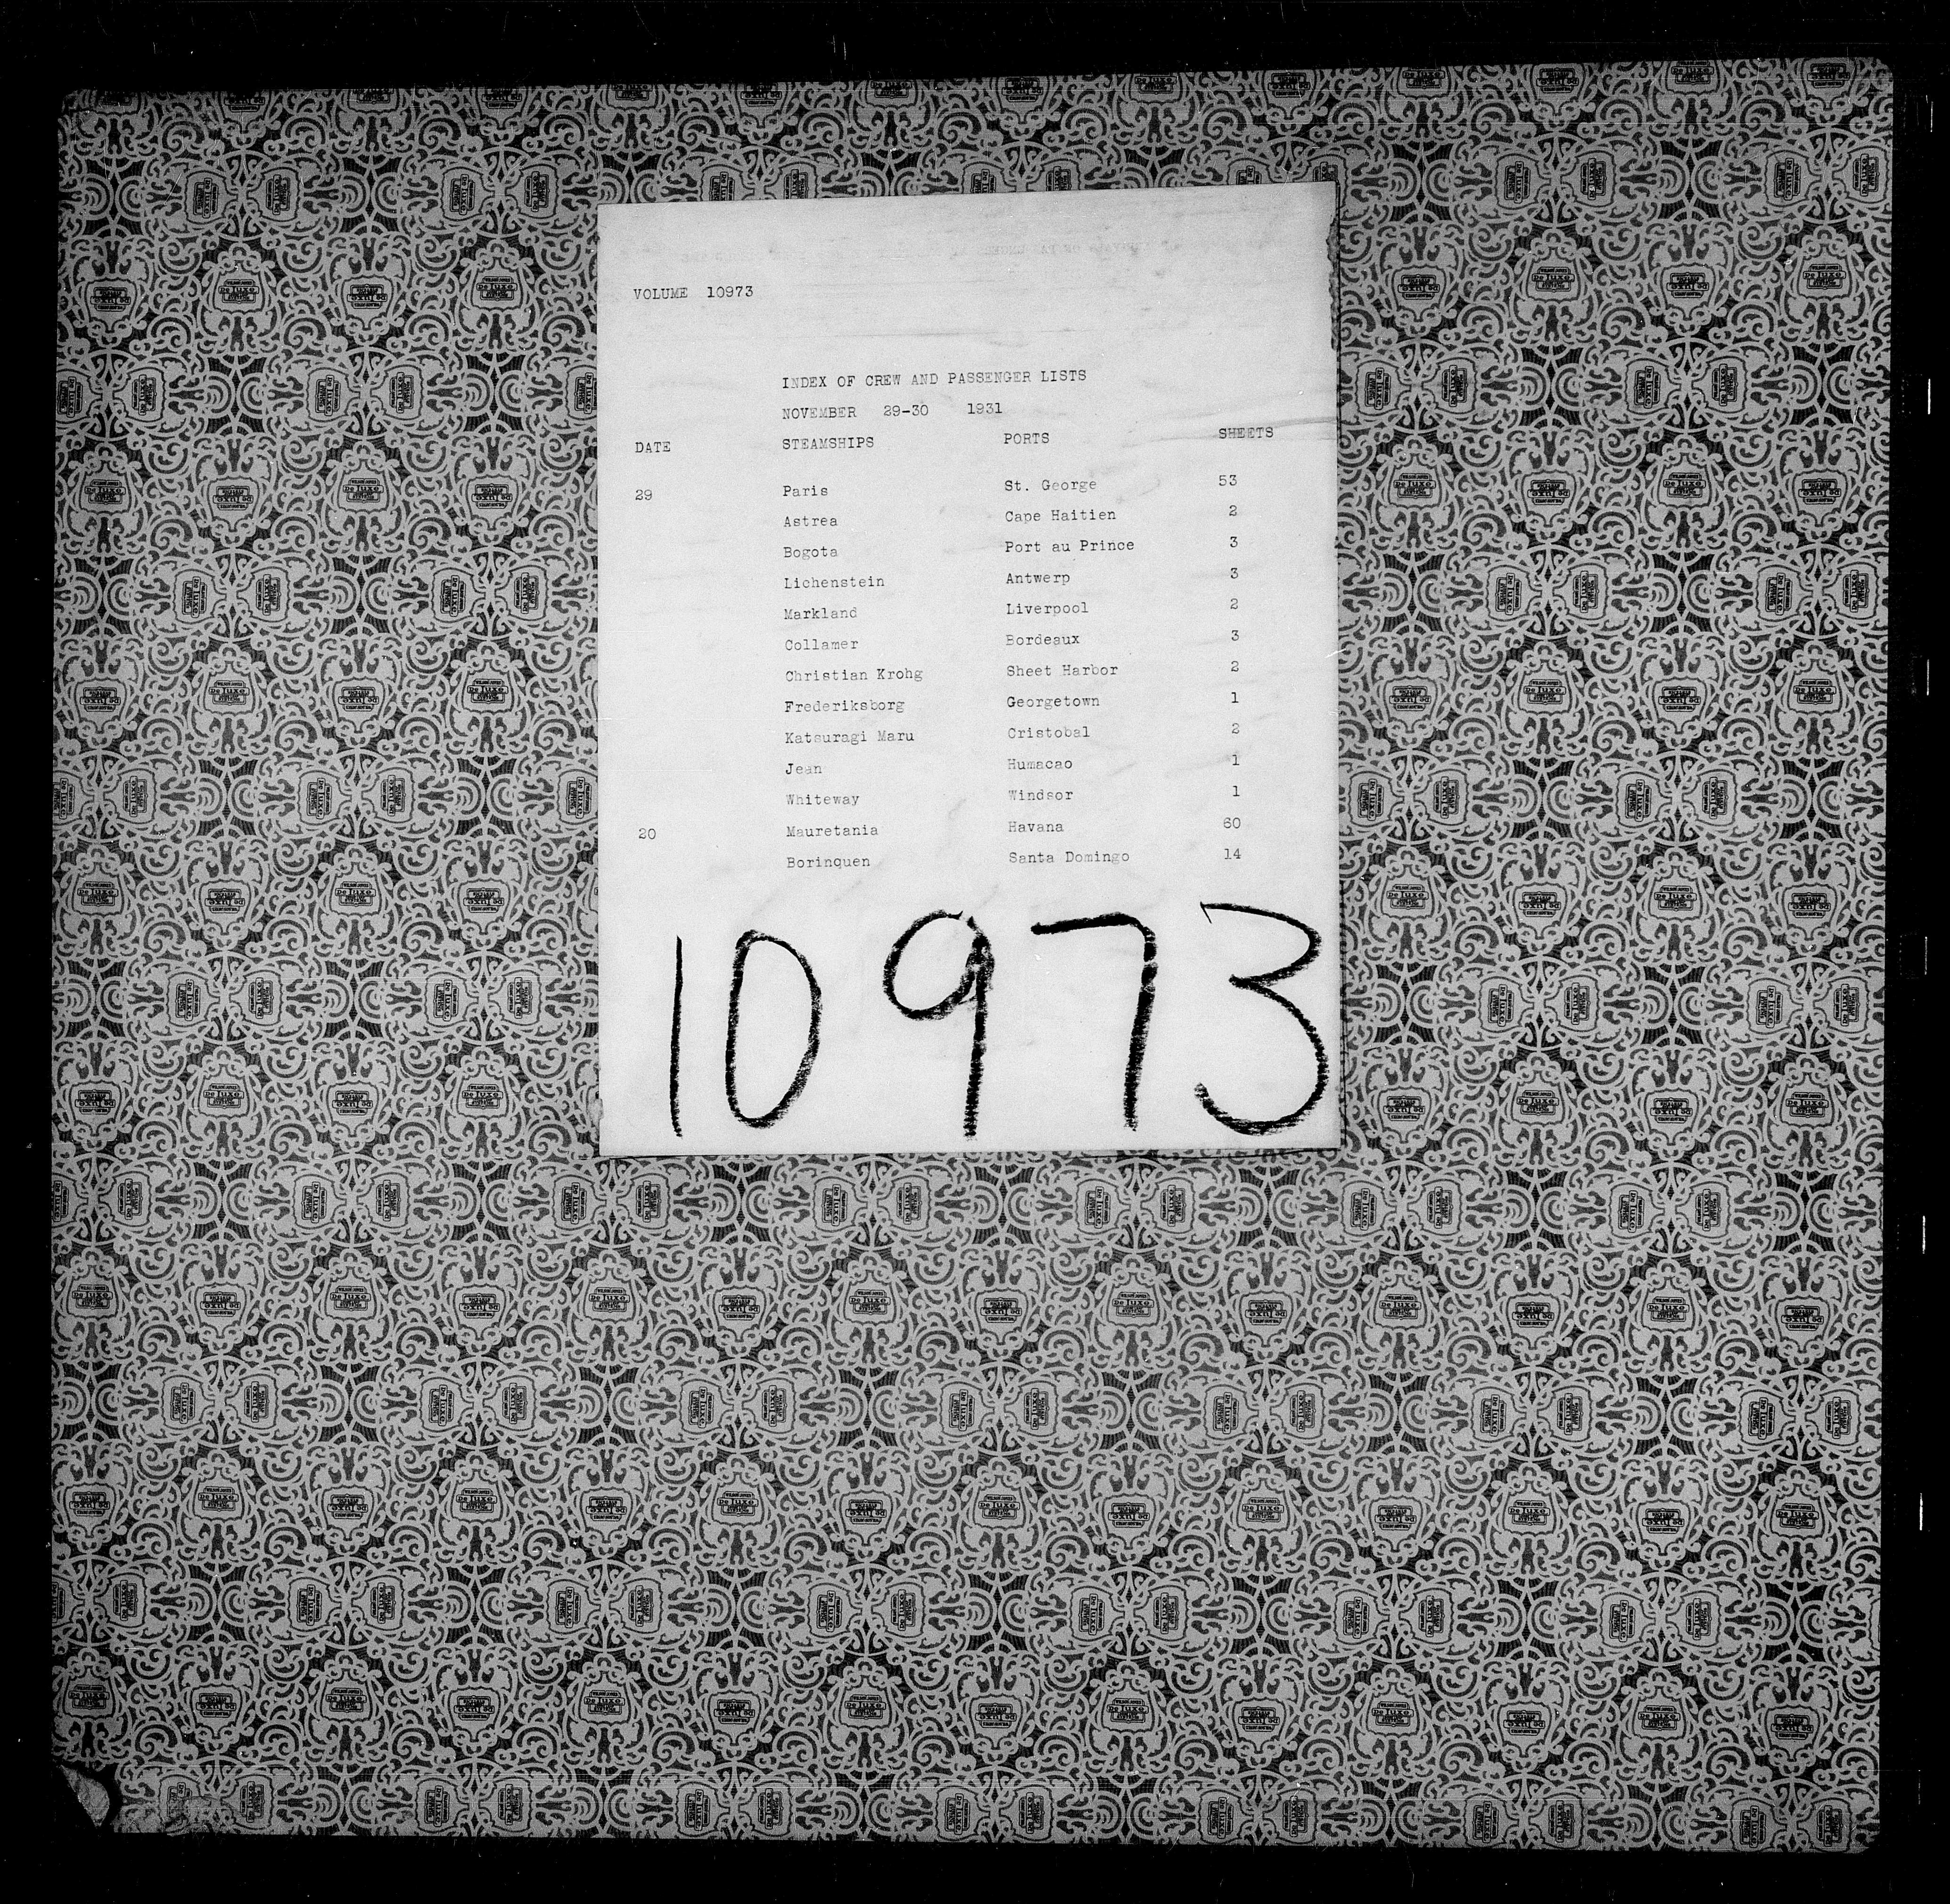 VOLUME 10973
INDEX OF CREW AND PASSENGER LISTS
NOVEMBER 29-30 1931
DATE STEAMSHIPS PORTS SHEETS
29 Paris St. George 53
Astrea Cape Haitien 2
Bogota Port au Prince 3
Lichenstein Antwerp 3
Markland Liverpool 2
Collamer Bordeaux 3
Christian Krohg Sheet Harbor 2
Frederiksborg Georgetown 1
Katsuragi Maru Cristobal 2
Jean Humacao 1
Whiteway Windsor 1
20 Mauretania Havana 60
Borinquen Santa Domingo 14
10973